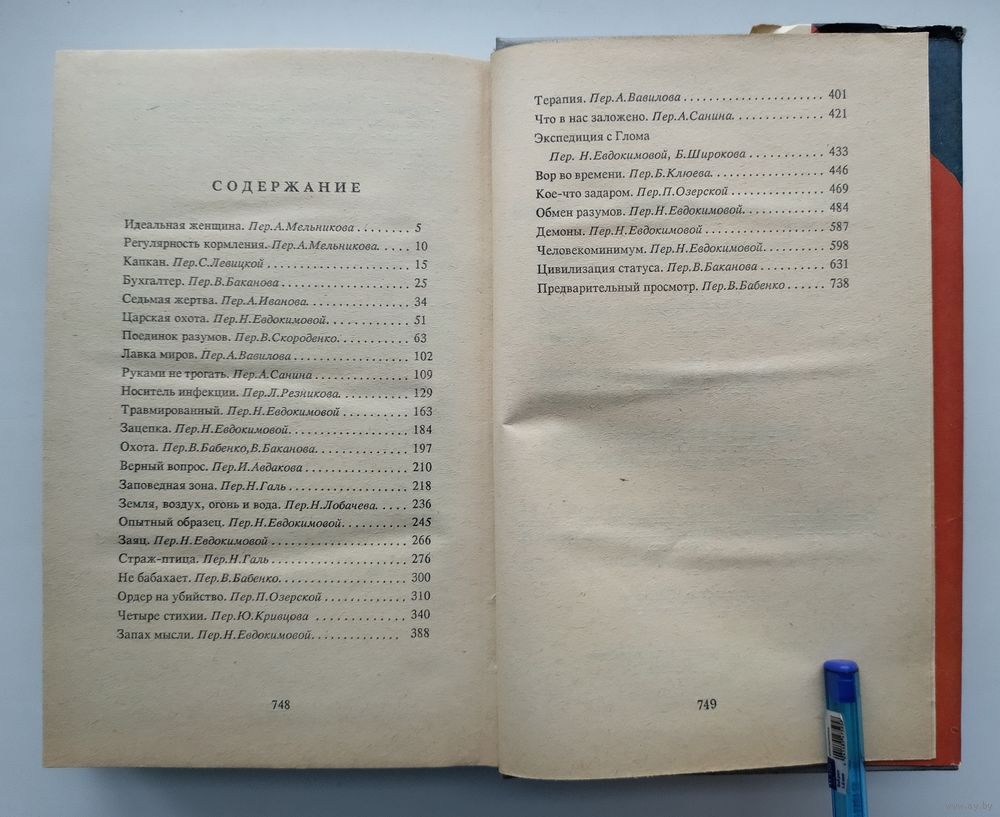 СОДЕРЖАНИЕ
Идеальная женщина. Пер.А.Мельникова ........ 5
Регулярность кормления. Пер.А.Мельникова. ..... 10
Капкан. Пер.С.Левицкой .................. 15
Бухгалтер. Пер.В.Баканова ................ 25
Седьмая жертва. Пер.А.Иванова. ............ 34
Царская охота. Пер.Н.Евдокимовой. .......... 51
Поединок разумов. Пер.В.Скороденко. ......... 63
Лавка миров. Пер.А.Вавилова .............. 102
Руками не трогать. Пер.А.Санина ............ 109
Носитель инфекции. Пер.Л.Резникова. ......... 129
Травмированный. Пер.Н.Евдокимовой ......... 163
Зацепка. Пер.Н.Евдокимовой. .............. 184
Охота. Пер.В.Бабенко,В.Баканова. ............ 197
Верный вопрос. Пер.И.Авдакова ............. 210
Заповедная зона. Пер.Н.Галь ............... 218
Земля, воздух, огонь и вода. Пер.Н.Лобачева. .... 236
Опытный образец. Пер.Н.Евдокимовой. ........ 245
Заяц. Пер.Н.Евдокимовой ................. 266
Страж-птица. Пер.Н.Галь ................. 276
Не бабахает. Пер.В.Бабенко. ............... 300
Ордер на убийство. Пер.П.Озерской .......... 310
Четыре стихии. Пер.Ю.Кривцова ............ 340
Запах мысли. Пер.Н.Евдокимовой. ........... 388
748
Терапия. Пер.А.Вавилова .................. 401
Что в нас заложено. Пер.А.Санина. ............ 421
Экспедиция с Глома
Пер. Н.Евдокимовой, Б.Широкова ............ 433
Вор во времени. Пер.Б.Клюева. .............. 446
Кое-что задаром. Пер.П.Озерской ............ 469
Обмен разумов. Пер.Н.Евдокимовой. .......... 484
Демоны. Пер.Н.Евдокимовой ............... 587
Человекоминимум. Пер.Н.Евдокимовой. ........ 598
Цивилизация статуса. Пер.В.Баканова ......... 631
Предварительный просмотр. Пер.В.Бабенко ...... 738
749
www.ay.by